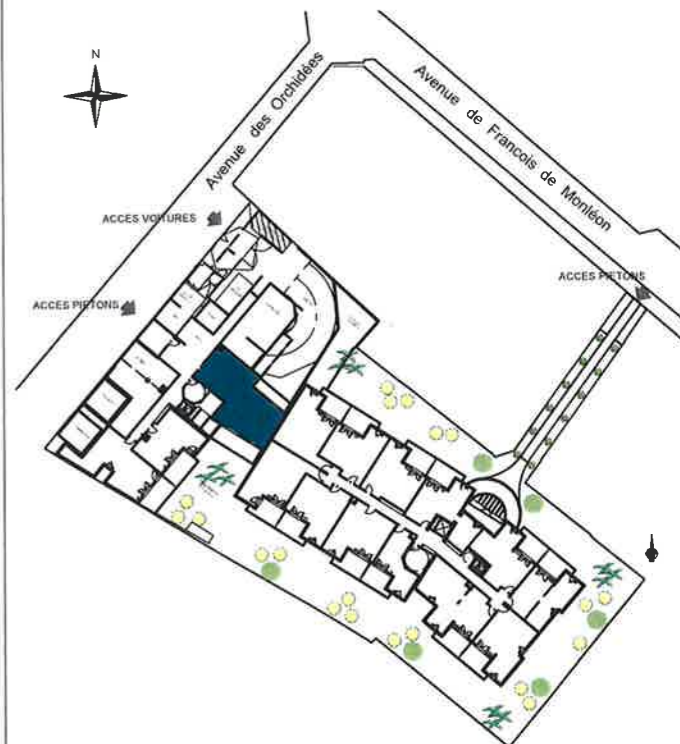 N
Avenue des Orchidées
Avenue de Francois de Monléon
ACCES VOITURES
ACCES PIETONS
ACCES PIETONS